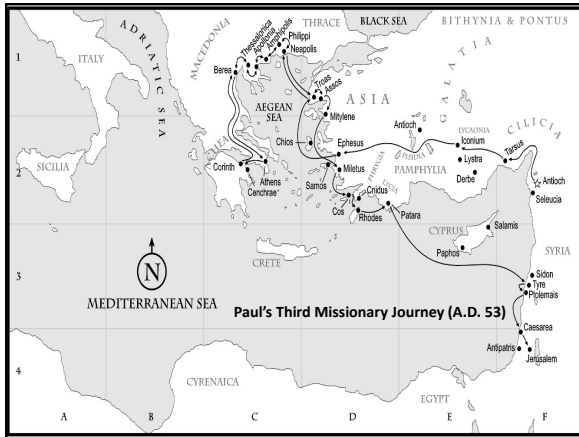 THRACE
BLACK SEA
BITHYNIA & PONTUS
ADRIATIC SEA
MACEDONIA
Thessalonica
Apollonia
Amphipolis
Philippi
Neapolis
1
ITALY
Berea
Troas
Assos
GALATIA
AEGEAN
SEA
ASIA
Mitylene
Antioch
LYCAONIA
Iconium
CILICIA
Chios
Ephesus
PISIDIA
Lystra
Tarsus
SICILIA
Corinth
Miletus
PHRYGIA
PAMPHYLIA
Derbe
2
Athens
Cenchrae
Samos
LYCIA
Antioch
Seleucia
Cnidus
Cos
Rhodes
Patara
CYPRUS
Salamis
Paphos
SYRIA
CRETE
N
3
Sidon
Tyre
Ptolemais
MEDITERRANEAN SEA
Paul's Third Missionary Journey (A.D. 53)
Caesarea
Antipatris
Jerusalem
4
CYRENAICA
EGYPT
A
B
C
D
E
F